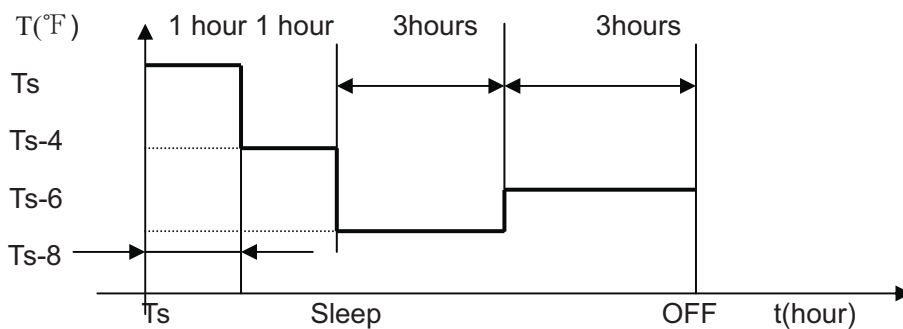 T(℉) 1 hour 1 hour 3hours 3hours
Ts
Ts-4
Ts-6
Ts-8
Ts Sleep OFF t(hour)